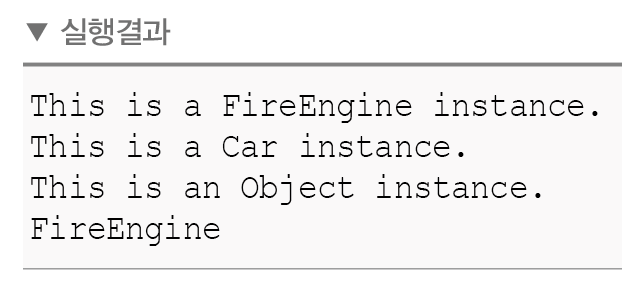 ▼ 실행결과
This is a FireEngine instance.
This is a Car instance.
This is an Object instance.
FireEngine